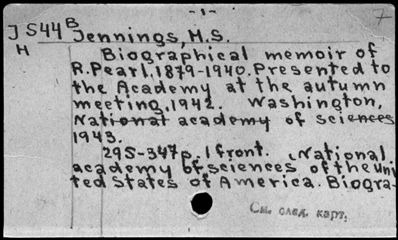 -1-
7
J S44 B
H
Jennings, M.S.
Biographical memoir of
R.Pearl, 1879-1940. Presented to
the Academy at the autumn
meeting, 1942. Washington,
National academy of sciences
1943.
295-347p. 1 front. (National
academy of sciences of the Uni
ted States of America. Biogra-
См. след. карт.